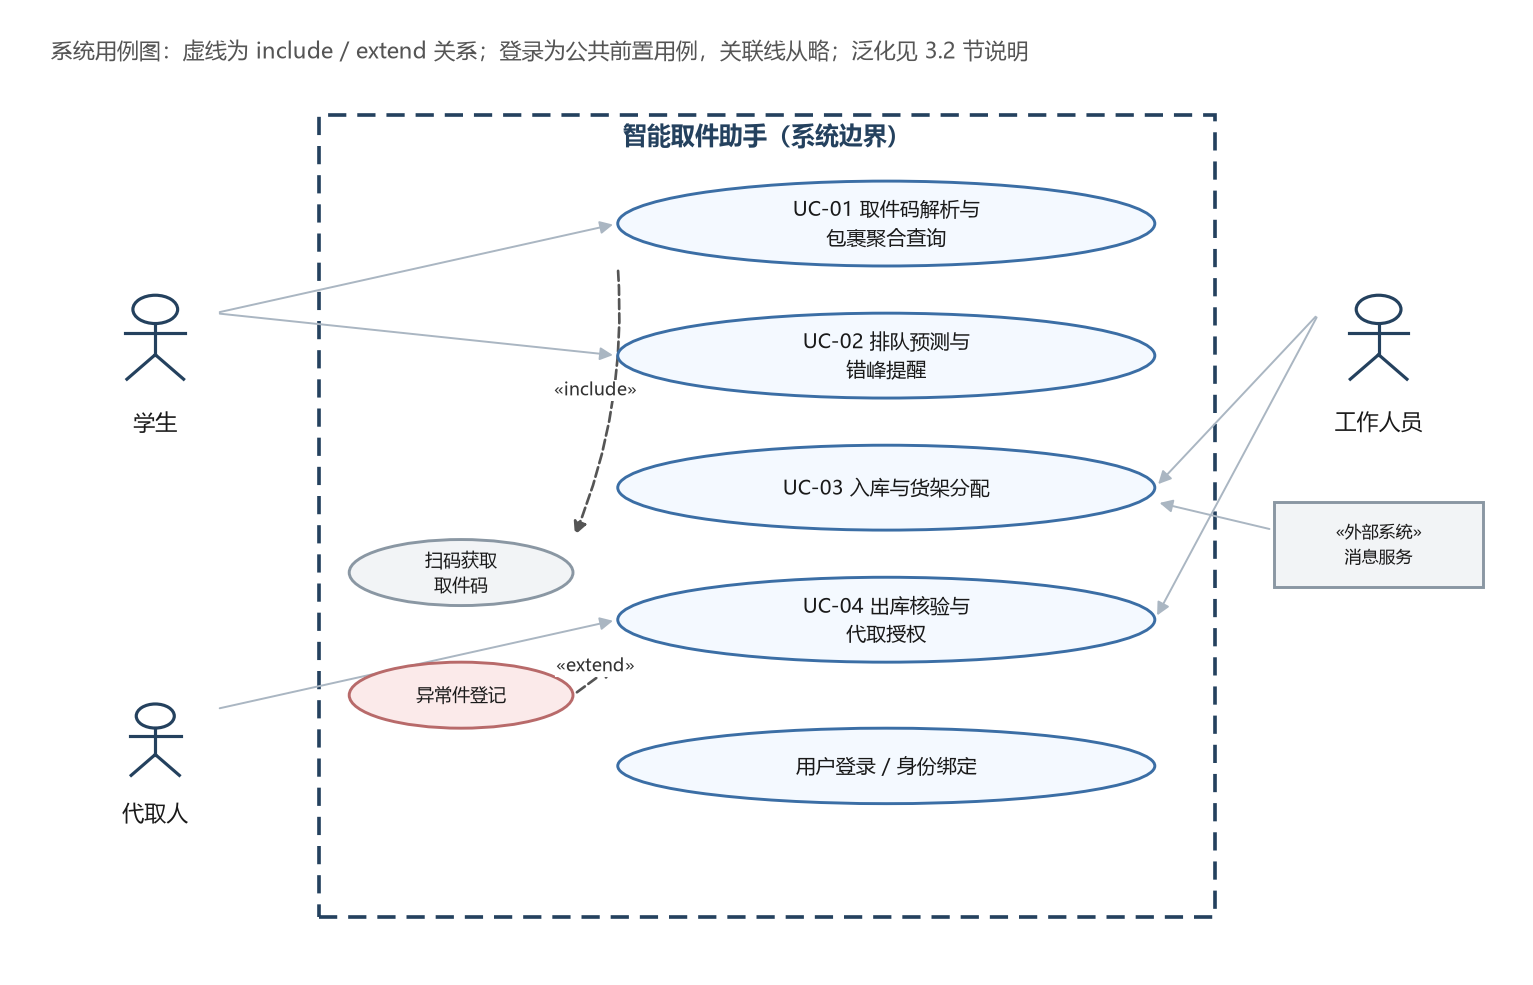 系统用例图：虚线为 include / extend 关系；登录为公共前置用例，关联线从略；泛化见 3.2 节说明
智能取件助手（系统边界）
UC-01 取件码解析与
包裹聚合查询
UC-02 排队预测与
错峰提醒
«include»
学生
工作人员
UC-03 入库与货架分配
«外部系统»
消息服务
扫码获取
取件码
UC-04 出库核验与
代取授权
«extend»
异常件登记
用户登录 / 身份绑定
代取人